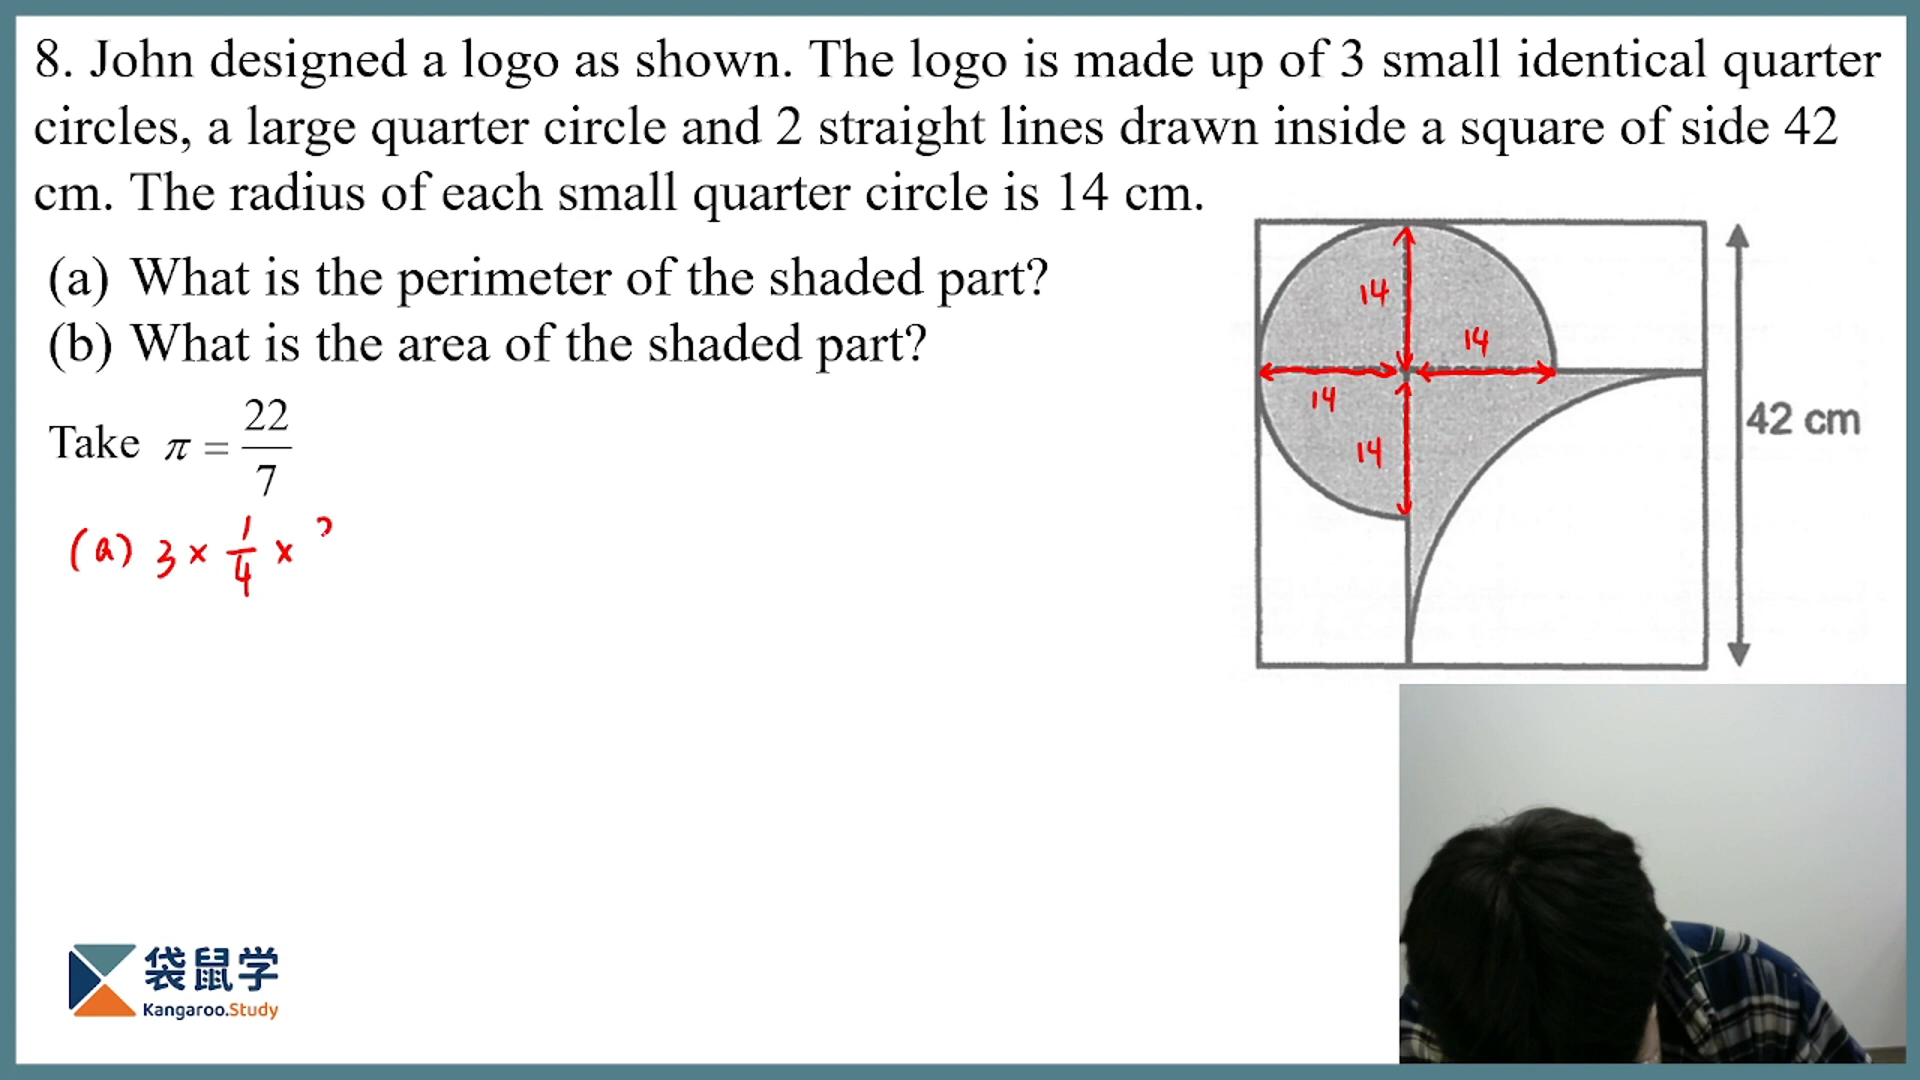 8. John designed a logo as shown. The logo is made up of 3 small identical quarter
circles, a large quarter circle and 2 straight lines drawn inside a square of side 42
cm. The radius of each small quarter circle is 14 cm.
(a) What is the perimeter of the shaded part?
(b) What is the area of the shaded part?
Take π = 22/7
(a) 3 × 1/4 ×
14
14
14
14
42 cm
袋鼠学
Kangaroo.Study